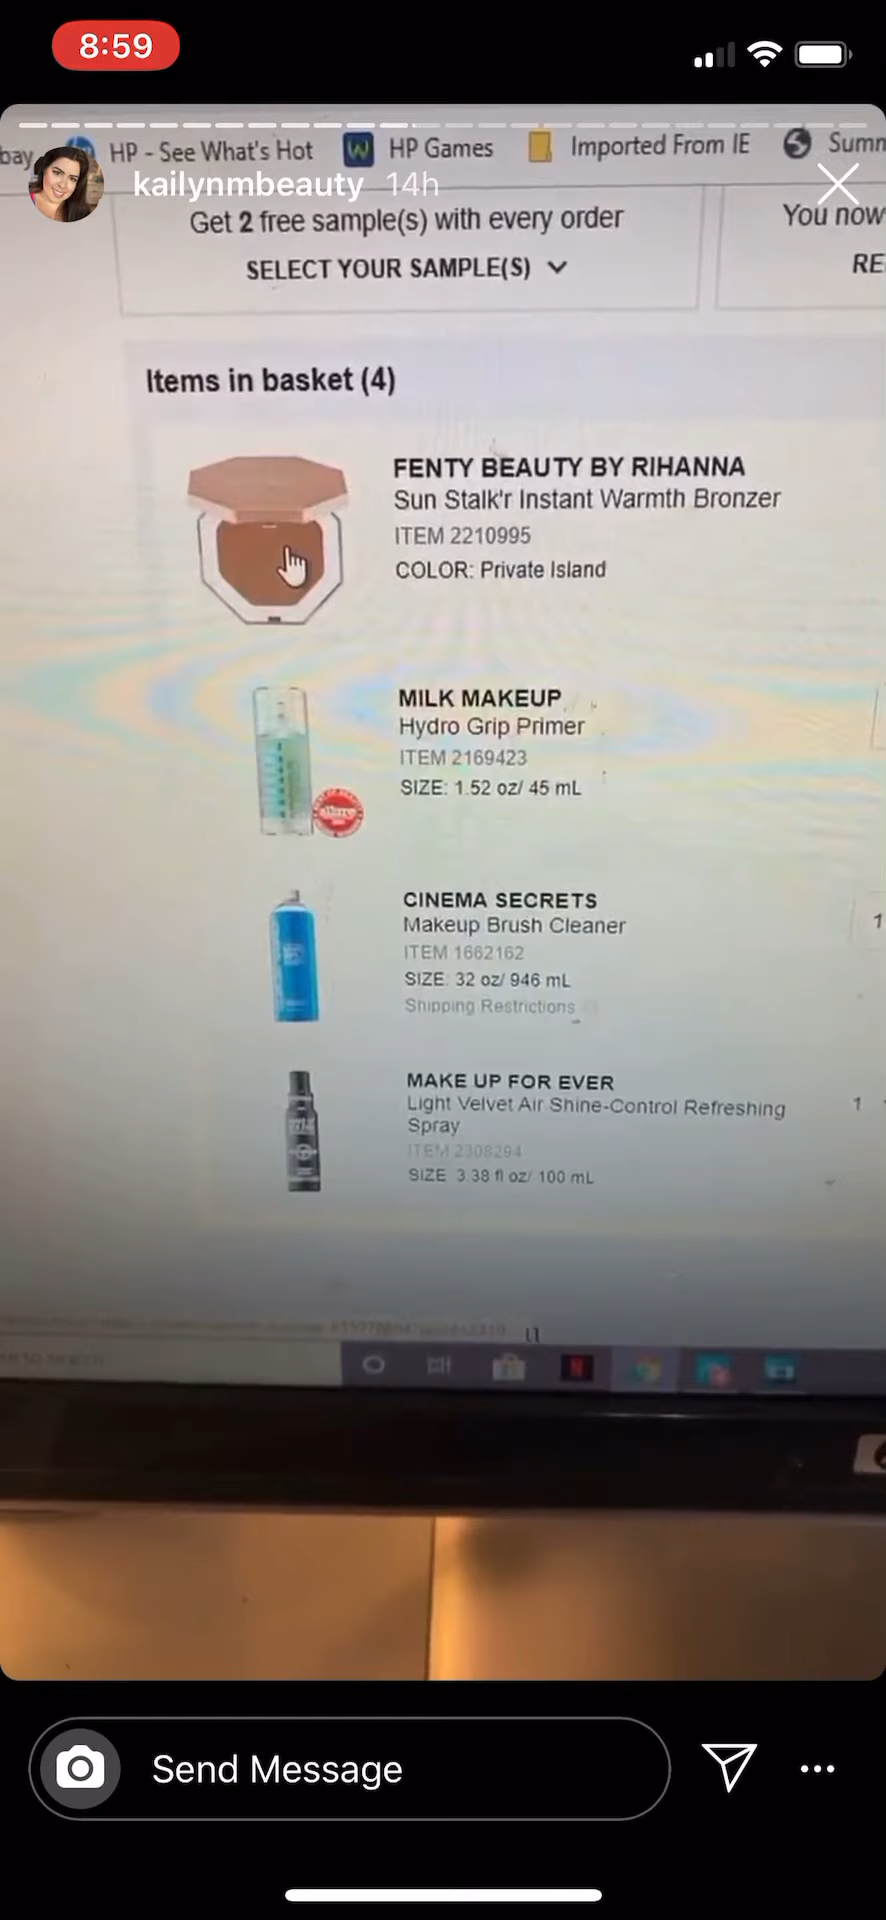 8:59
bay
HP - See What's Hot
HP Games
Imported From IE
kailynmbeauty 14h
Get 2 free sample(s) with every order
You now
SELECT YOUR SAMPLE(S)
RE
Items in basket (4)
FENTY BEAUTY BY RIHANNA
Sun Stalk'r Instant Warmth Bronzer
ITEM 2210995
COLOR: Private Island
MILK MAKEUP
Hydro Grip Primer
ITEM 2169423
SIZE: 1.52 oz/ 45 mL
CINEMA SECRETS
1
Makeup Brush Cleaner
ITEM 1662162
SIZE: 32 oz/ 946 mL
Shipping Restrictions
MAKE UP FOR EVER
Light Velvet Air Shine-Control Refreshing
1
Spray
ITEM 2308294
SIZE 3.38 fl oz/ 100 mL
Send Message